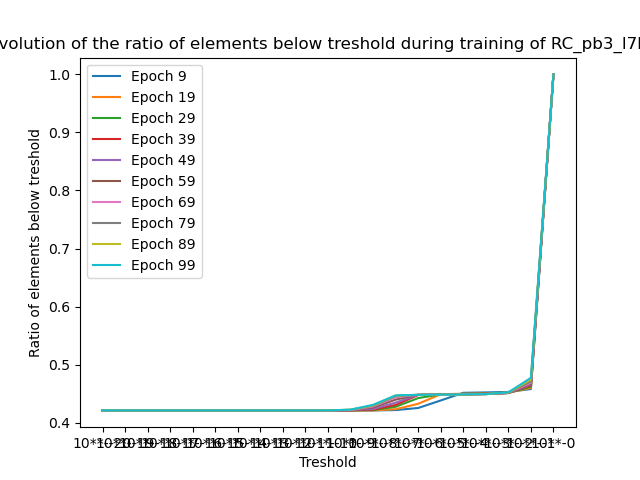 volution of the ratio of elements below treshold during training of RC_pb3_l7
Epoch 9
Epoch 19
Epoch 29
Epoch 39
Epoch 49
Epoch 59
Epoch 69
Epoch 79
Epoch 89
Epoch 99
1.0
0.9
0.8
0.7
0.6
0.5
0.4
Ratio of elements below treshold
Treshold